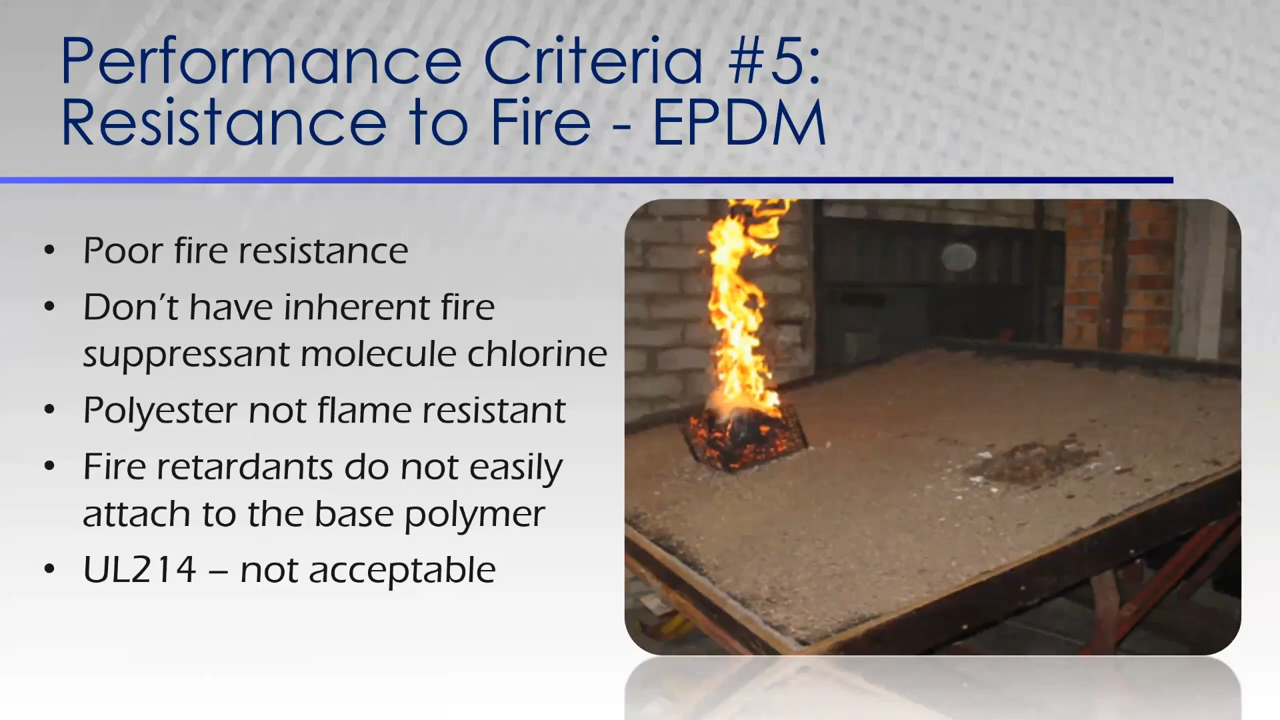 Performance Criteria #5:
Resistance to Fire - EPDM
• Poor fire resistance
• Don’t have inherent fire
suppressant molecule chlorine
• Polyester not flame resistant
• Fire retardants do not easily
attach to the base polymer
• UL214 – not acceptable